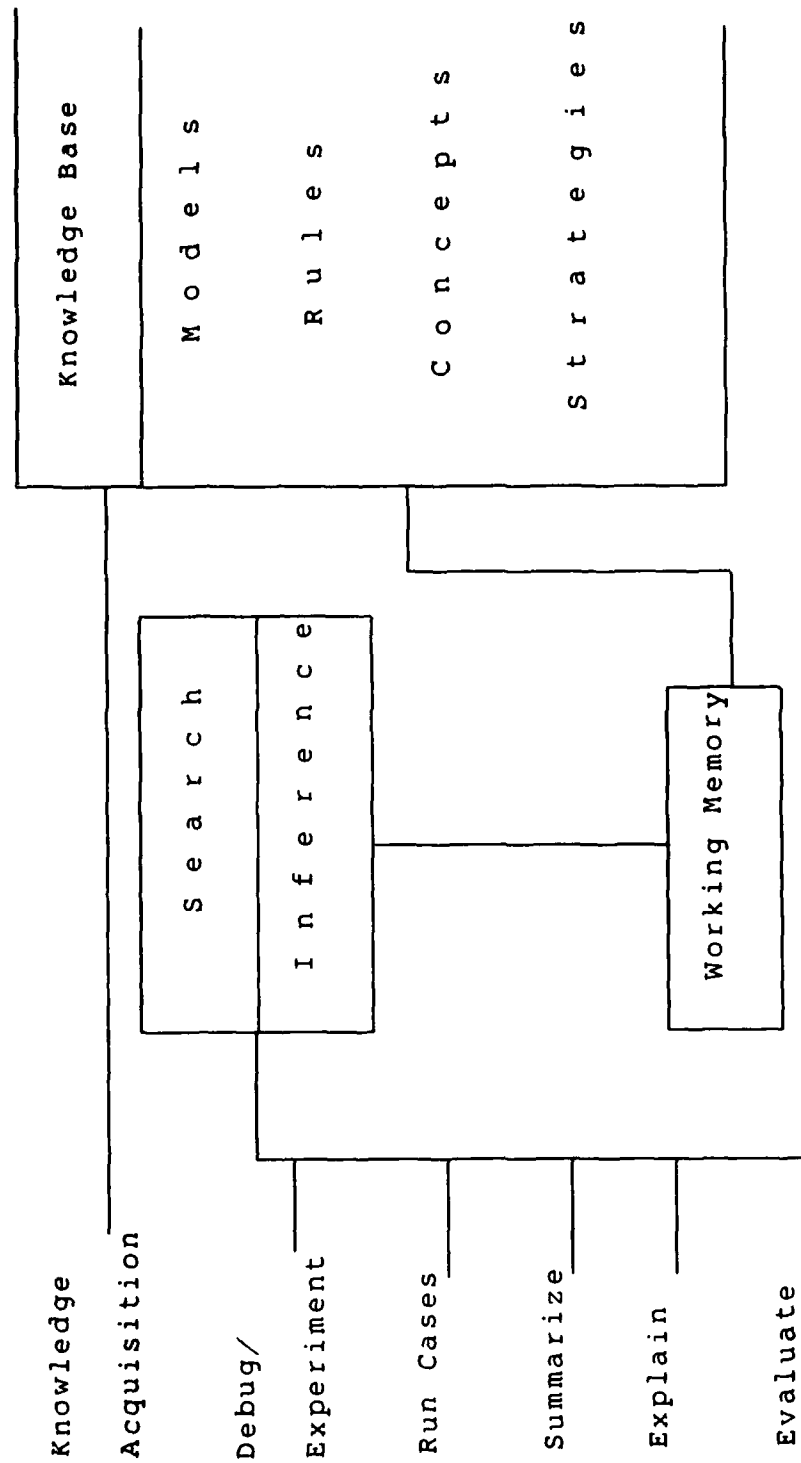 Knowledge
Acquisition
Debug/
Experiment
Run Cases
Summarize
Explain
Evaluate
Search
Inference
Working Memory
Knowledge Base
Models
Rules
Concepts
Strategies